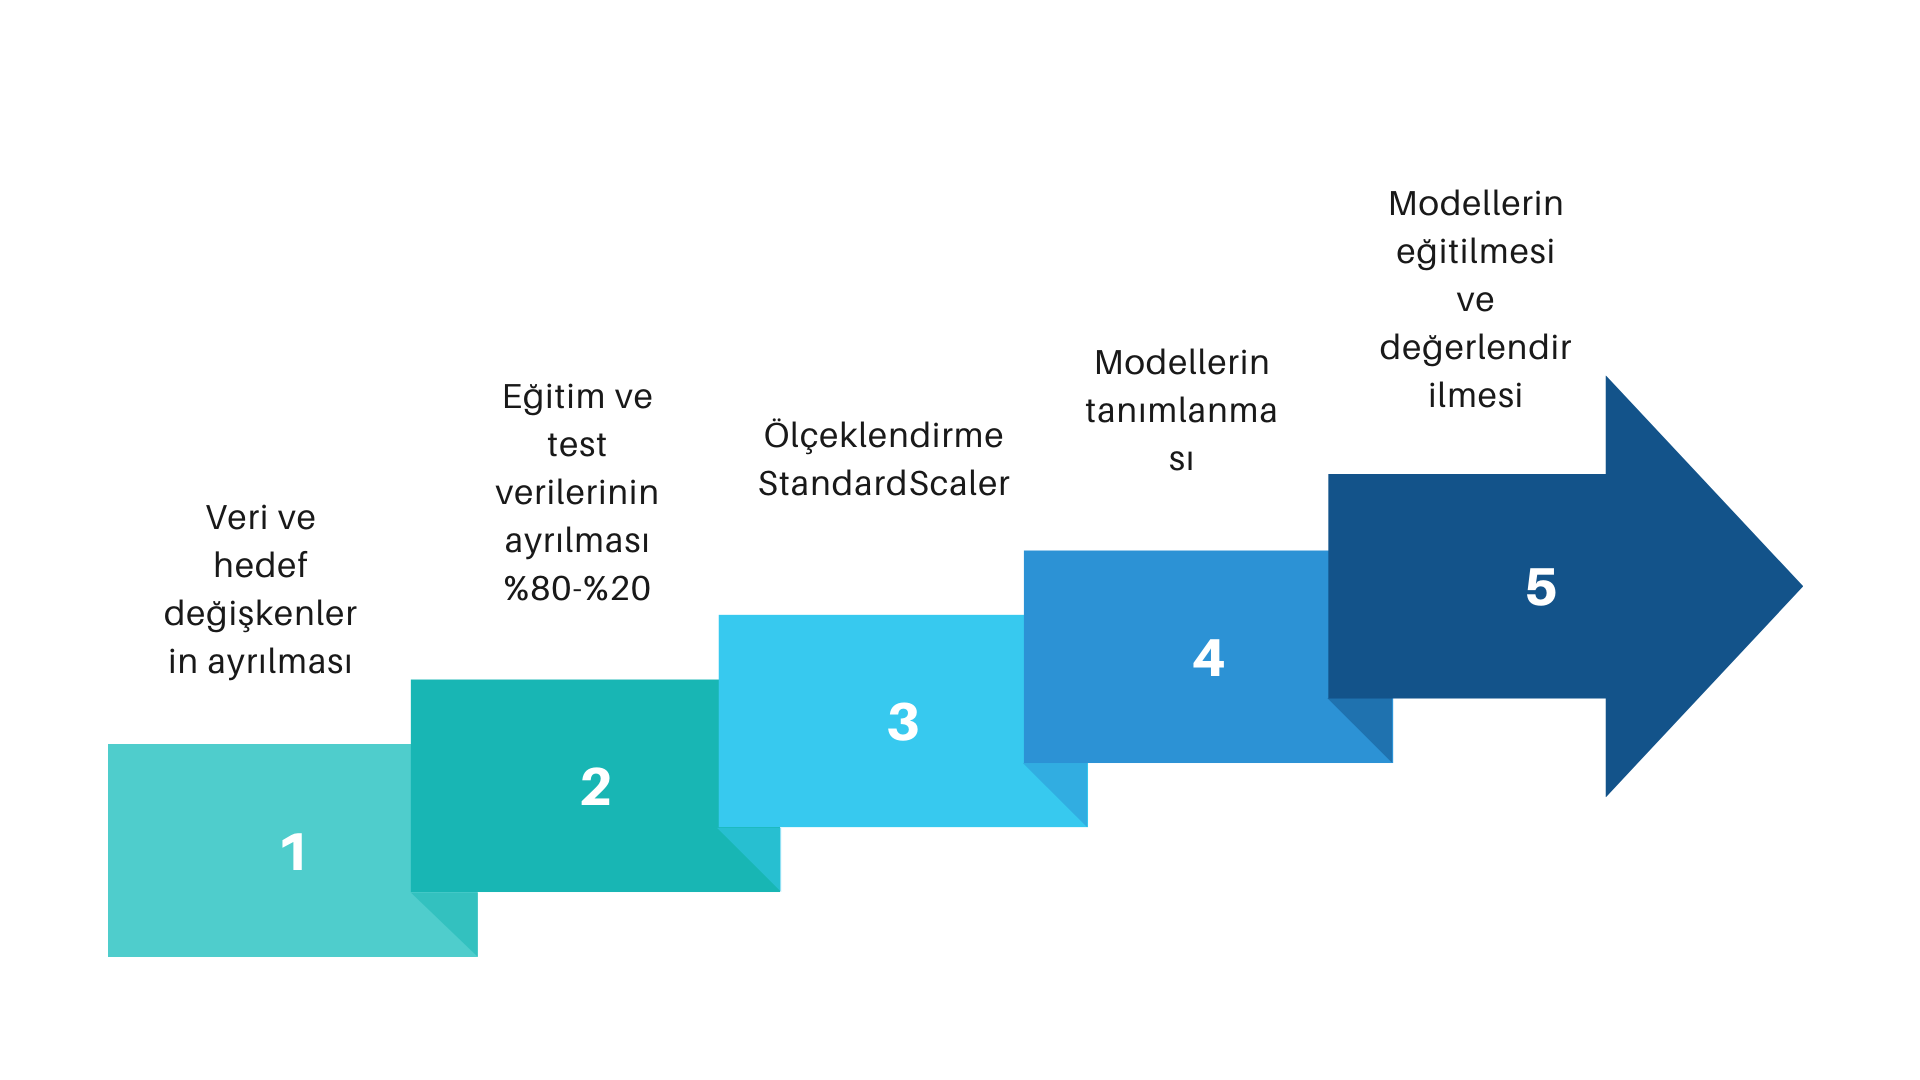 Veri ve
hedef
değişkenler
in ayrılması
1
Eğitim ve
test
verilerinin
ayrılması
%80-%20
2
Ölçeklendirme
StandardScaler
3
Modellerin
tanımlanma
sı
4
Modellerin
eğitilmesi
ve
değerlendir
ilmesi
5